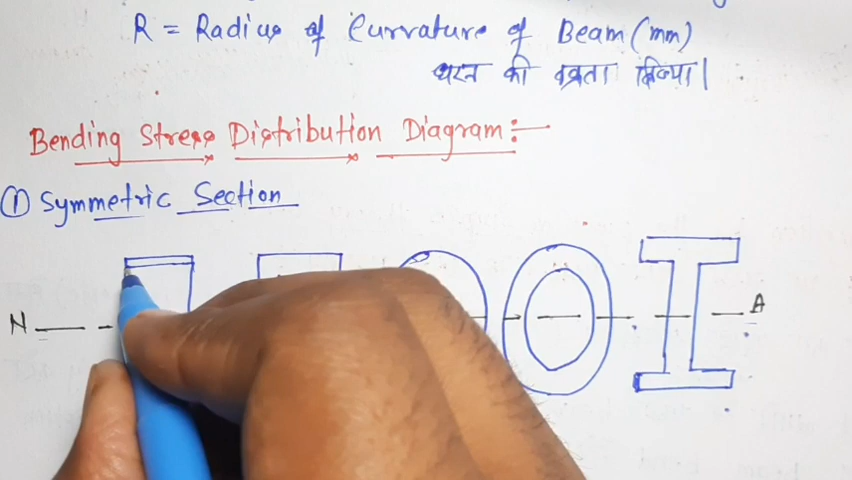 R = Radius of Curvature of Beam (mm)
धरन की वक्रता त्रिज्या|
Bending Stress Distribution Diagram:-
① Symmetric Section
N
A